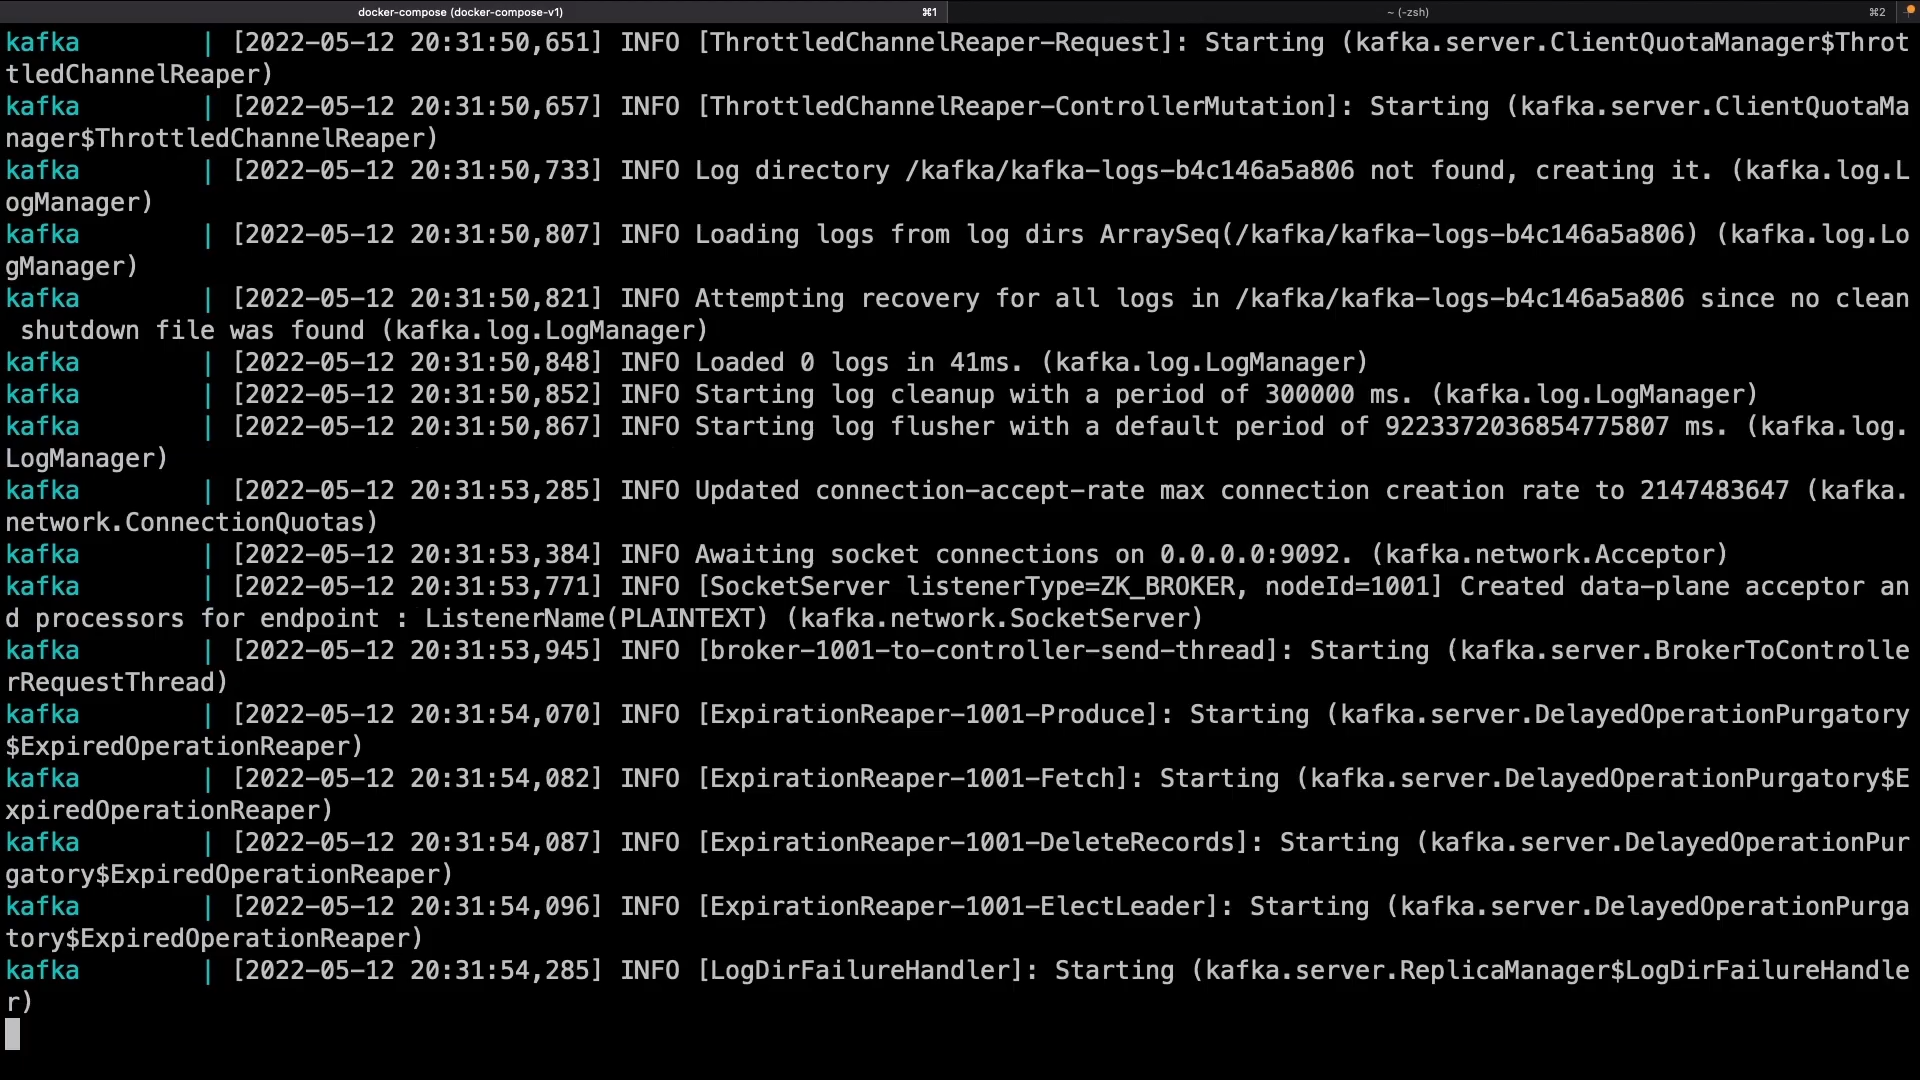 docker-compose (docker-compose-v1) ⌘1 ~ (-zsh) ⌘2
kafka | [2022-05-12 20:31:50,651] INFO [ThrottledChannelReaper-Request]: Starting (kafka.server.ClientQuotaManager$Throt
tledChannelReaper)
kafka | [2022-05-12 20:31:50,657] INFO [ThrottledChannelReaper-ControllerMutation]: Starting (kafka.server.ClientQuotaMa
nager$ThrottledChannelReaper)
kafka | [2022-05-12 20:31:50,733] INFO Log directory /kafka/kafka-logs-b4c146a5a806 not found, creating it. (kafka.log.L
ogManager)
kafka | [2022-05-12 20:31:50,807] INFO Loading logs from log dirs ArraySeq(/kafka/kafka-logs-b4c146a5a806) (kafka.log.Lo
gManager)
kafka | [2022-05-12 20:31:50,821] INFO Attempting recovery for all logs in /kafka/kafka-logs-b4c146a5a806 since no clean
shutdown file was found (kafka.log.LogManager)
kafka | [2022-05-12 20:31:50,848] INFO Loaded 0 logs in 41ms. (kafka.log.LogManager)
kafka | [2022-05-12 20:31:50,852] INFO Starting log cleanup with a period of 300000 ms. (kafka.log.LogManager)
kafka | [2022-05-12 20:31:50,867] INFO Starting log flusher with a default period of 9223372036854775807 ms. (kafka.log.
LogManager)
kafka | [2022-05-12 20:31:53,285] INFO Updated connection-accept-rate max connection creation rate to 2147483647 (kafka.
network.ConnectionQuotas)
kafka | [2022-05-12 20:31:53,384] INFO Awaiting socket connections on 0.0.0.0:9092. (kafka.network.Acceptor)
kafka | [2022-05-12 20:31:53,771] INFO [SocketServer listenerType=ZK_BROKER, nodeId=1001] Created data-plane acceptor an
d processors for endpoint : ListenerName(PLAINTEXT) (kafka.network.SocketServer)
kafka | [2022-05-12 20:31:53,945] INFO [broker-1001-to-controller-send-thread]: Starting (kafka.server.BrokerToControlle
rRequestThread)
kafka | [2022-05-12 20:31:54,070] INFO [ExpirationReaper-1001-Produce]: Starting (kafka.server.DelayedOperationPurgatory
$ExpiredOperationReaper)
kafka | [2022-05-12 20:31:54,082] INFO [ExpirationReaper-1001-Fetch]: Starting (kafka.server.DelayedOperationPurgatory$E
xpiredOperationReaper)
kafka | [2022-05-12 20:31:54,087] INFO [ExpirationReaper-1001-DeleteRecords]: Starting (kafka.server.DelayedOperationPur
gatory$ExpiredOperationReaper)
kafka | [2022-05-12 20:31:54,096] INFO [ExpirationReaper-1001-ElectLeader]: Starting (kafka.server.DelayedOperationPurga
tory$ExpiredOperationReaper)
kafka | [2022-05-12 20:31:54,285] INFO [LogDirFailureHandler]: Starting (kafka.server.ReplicaManager$LogDirFailureHandle
r)